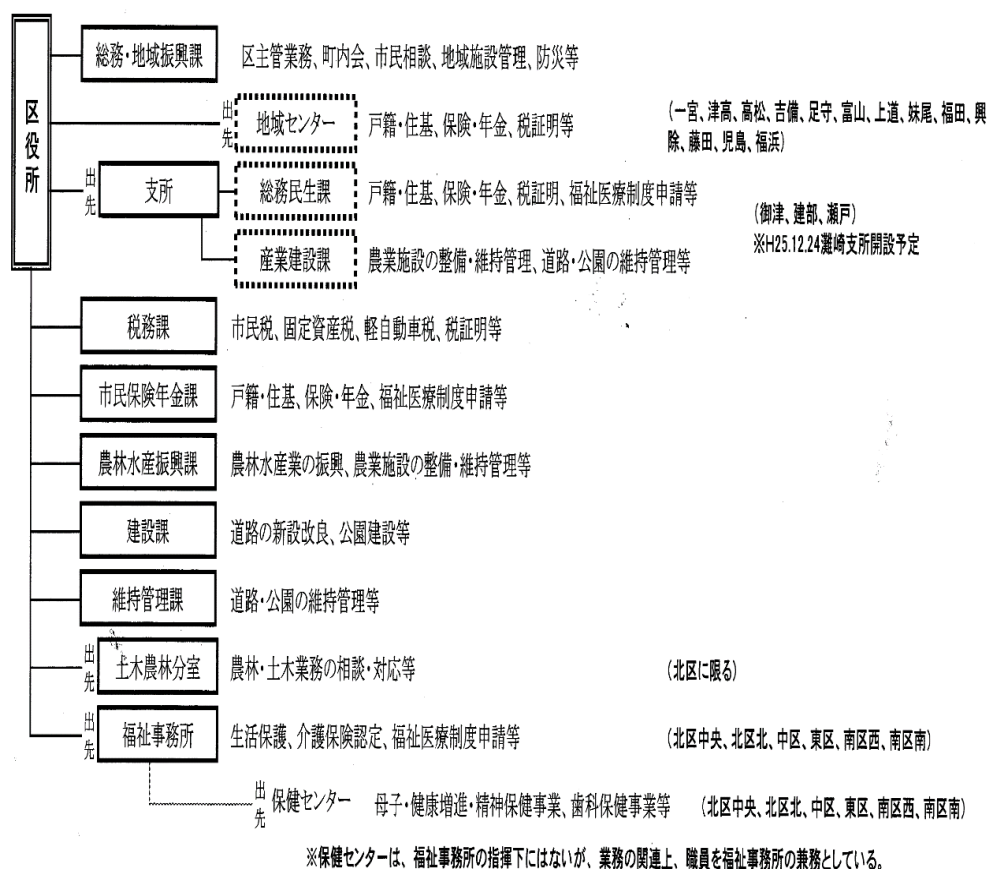 区役所
総務・地域振興課 区主管業務、町内会、市民相談、地域施設管理、防災等
出先 地域センター 戸籍・住基、保険・年金、税証明等
(一宮、津高、高松、吉備、足守、富山、上道、妹尾、福田、興
除、藤田、児島、福浜)
出先 支所 総務民生課 戸籍・住基、保険・年金、税証明、福祉医療制度申請等
(御津、建部、瀬戸)
※H25.12.24灘崎支所開設予定
産業建設課 農業施設の整備・維持管理、道路・公園の維持管理等
税務課 市民税、固定資産税、軽自動車税、税証明等
市民保険年金課 戸籍・住基、保険・年金、福祉医療制度申請等
農林水産振興課 農林水産業の振興、農業施設の整備・維持管理等
建設課 道路の新設改良、公園建設等
維持管理課 道路・公園の維持管理等
出先 土木農林分室 農林・土木業務の相談・対応等 (北区に限る)
出先 福祉事務所 生活保護、介護保険認定、福祉医療制度申請等 (北区中央、北区北、中区、東区、南区西、南区南)
出先 保健センター 母子・健康増進・精神保健事業、歯科保健事業等 (北区中央、北区北、中区、東区、南区西、南区南)
※保健センターは、福祉事務所の指揮下にはないが、業務の関連上、職員を福祉事務所の兼務としている。